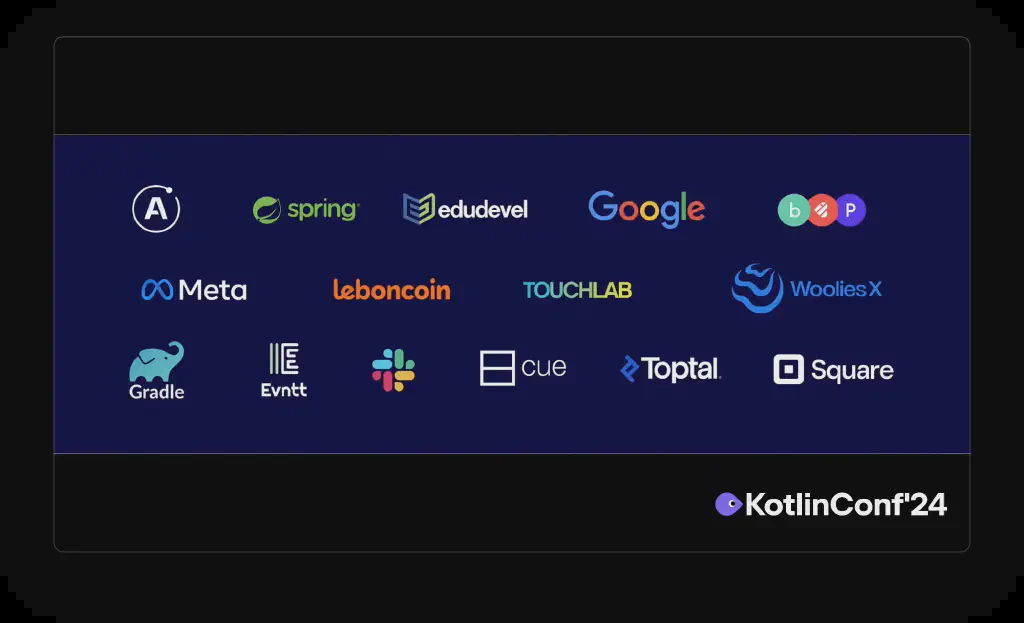 A spring edudevel Google b P
Meta leboncoin TOUCHLAB WooliesX
Gradle Evntt cue Toptal. Square
KotlinConf'24